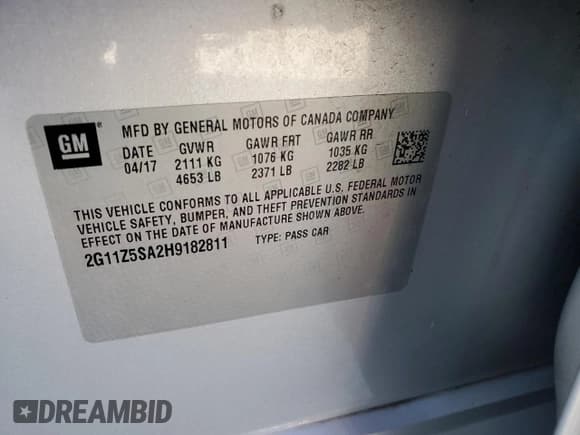 GM ®
MFD BY GENERAL MOTORS OF CANADA COMPANY
DATE GVWR GAWR FRT GAWR RR
04/17 2111 KG 1076 KG 1035 KG
4653 LB 2371 LB 2282 LB
THIS VEHICLE CONFORMS TO ALL APPLICABLE U.S. FEDERAL MOTOR
VEHICLE SAFETY, BUMPER, AND THEFT PREVENTION STANDARDS IN
EFFECT ON THE DATE OF MANUFACTURE SHOWN ABOVE.
2G11Z5SA2H9182811 TYPE: PASS CAR
DREAMBID